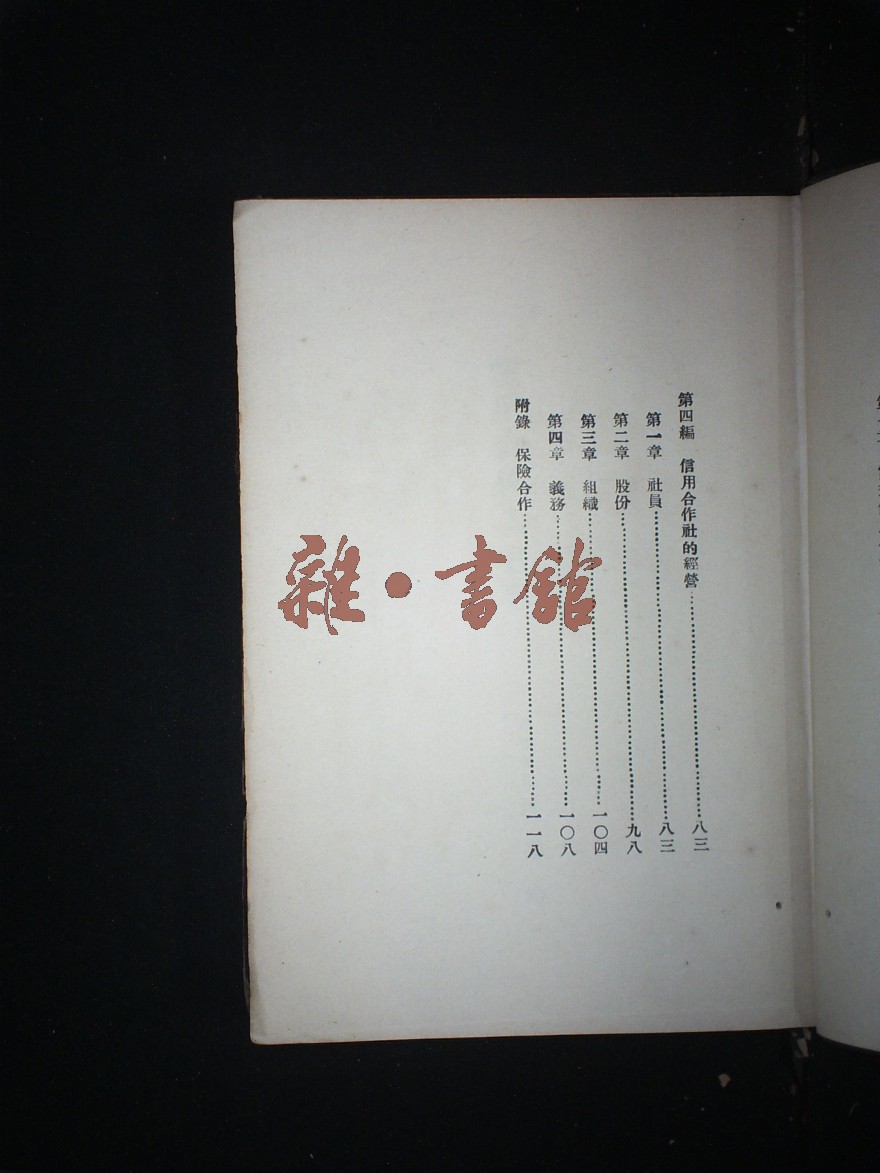 第四編　信用合作社的經營……八三
第一章　社員……八三
第二章　股份……九八
第三章　組織……一〇四
第四章　義務……一〇八
附錄　保險合作……一一八
雜·書館